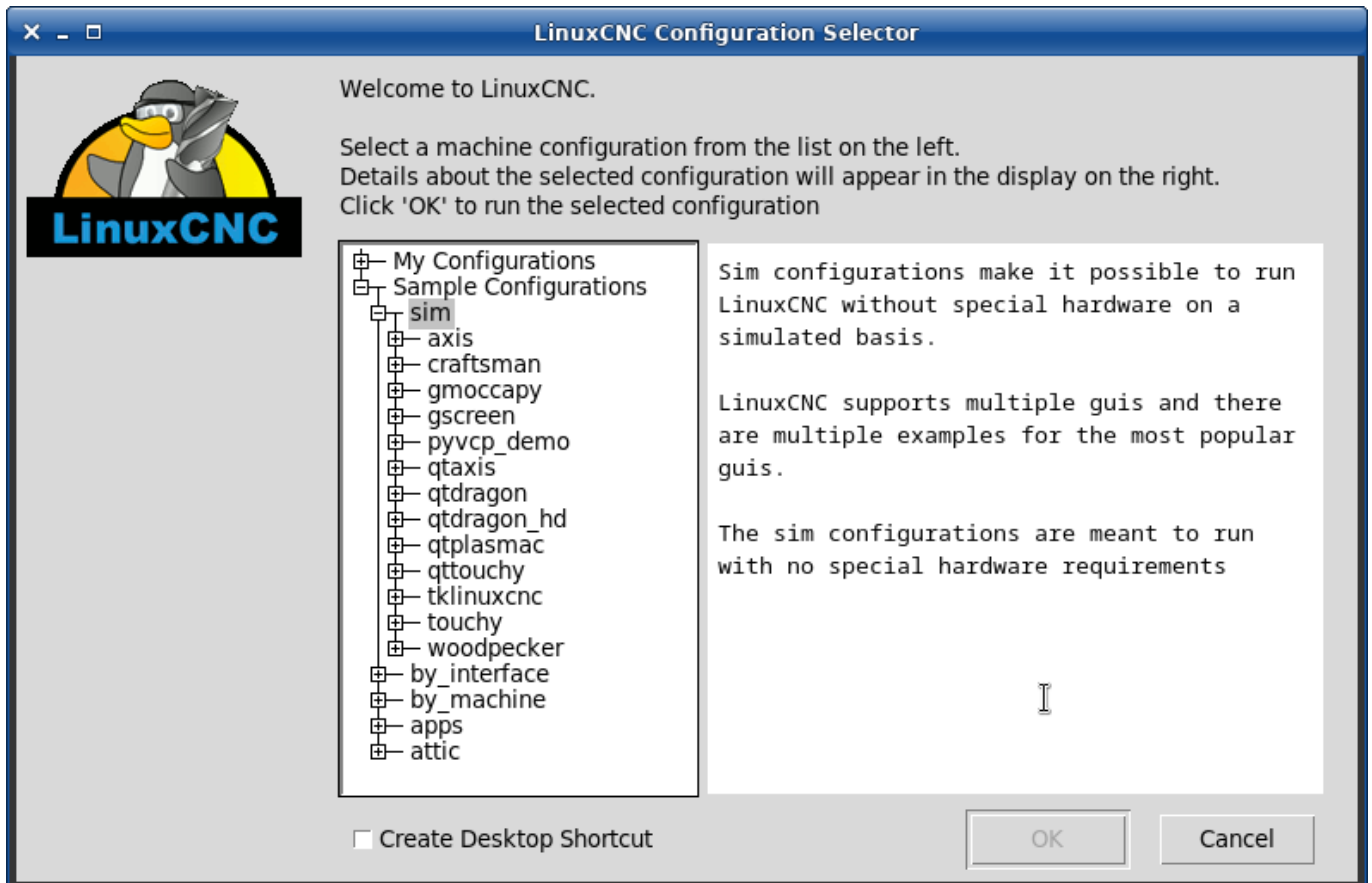 LinuxCNC Configuration Selector
LinuxCNC
Welcome to LinuxCNC.
Select a machine configuration from the list on the left.
Details about the selected configuration will appear in the display on the right.
Click 'OK' to run the selected configuration
My Configurations
Sample Configurations
sim
axis
craftsman
gmoccapy
gscreen
pyvcp_demo
qtaxis
qtdragon
qtdragon_hd
qtplasmac
qttouchy
tklinuxcnc
touchy
woodpecker
by_interface
by_machine
apps
attic
Sim configurations make it possible to run
LinuxCNC without special hardware on a
simulated basis.
LinuxCNC supports multiple guis and there
are multiple examples for the most popular
guis.
The sim configurations are meant to run
with no special hardware requirements
Create Desktop Shortcut
OK
Cancel